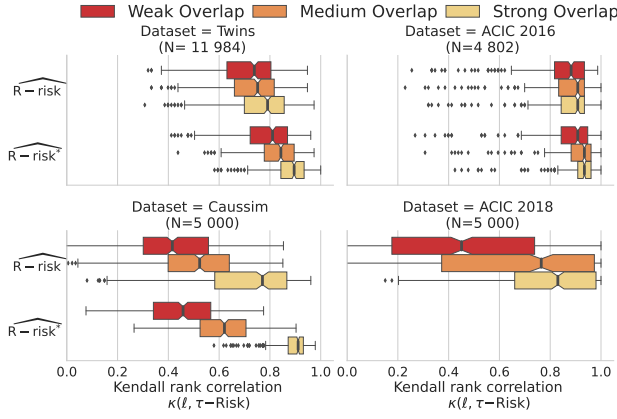 Weak Overlap Medium Overlap Strong Overlap
Dataset = Twins
(N= 11 984)
Dataset = ACIC 2016
(N=4 802)
R−risk
R−risk*
Dataset = Caussim
(N=5 000)
Dataset = ACIC 2018
(N=5 000)
R−risk
R−risk*
0.0 0.2 0.4 0.6 0.8 1.0
0.0 0.2 0.4 0.6 0.8 1.0
Kendall rank correlation
κ(ℓ, τ−Risk)
Kendall rank correlation
κ(ℓ, τ−Risk)